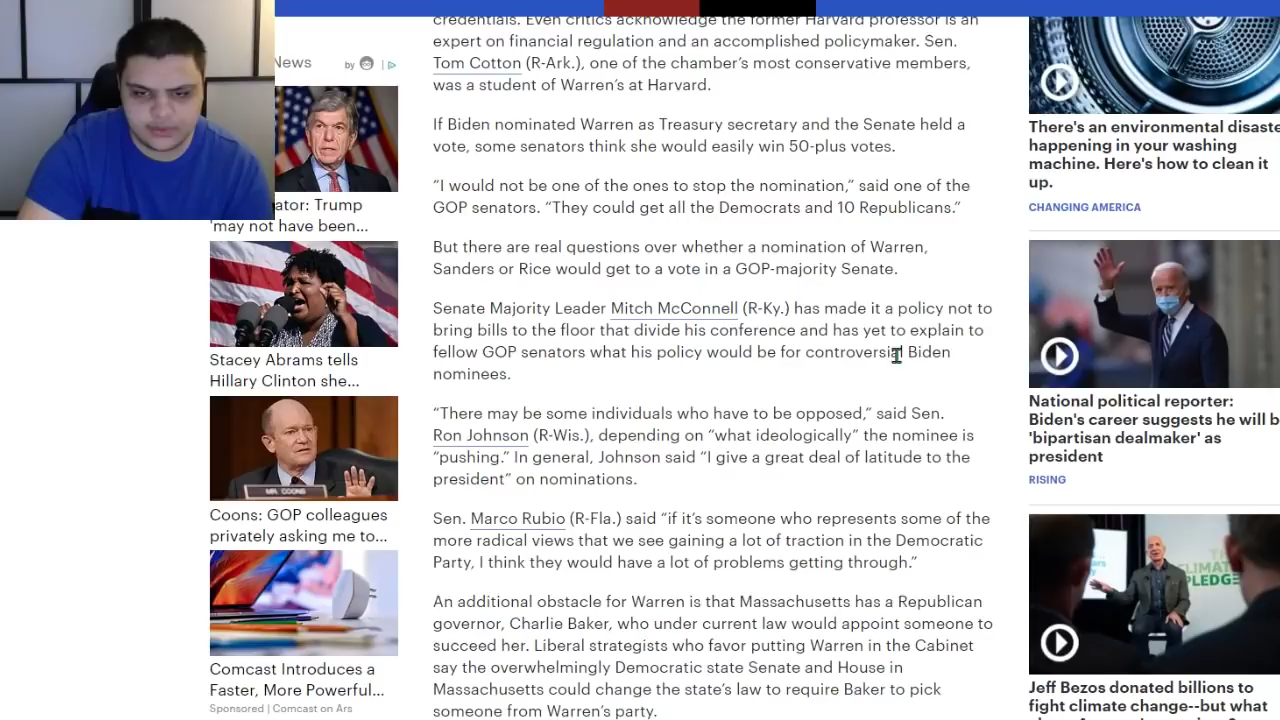 News
by
ator: Trump
'may not have been...
Stacey Abrams tells
Hillary Clinton she...
MR. COONS
Coons: GOP colleagues
privately asking me to...
Comcast Introduces a
Faster, More Powerful...
Sponsored | Comcast on Ars
credentials. Even critics acknowledge the former Harvard professor is an
expert on financial regulation and an accomplished policymaker. Sen.
Tom Cotton (R-Ark.), one of the chamber’s most conservative members,
was a student of Warren’s at Harvard.
If Biden nominated Warren as Treasury secretary and the Senate held a
vote, some senators think she would easily win 50-plus votes.
“I would not be one of the ones to stop the nomination,” said one of the
GOP senators. “They could get all the Democrats and 10 Republicans.”
But there are real questions over whether a nomination of Warren,
Sanders or Rice would get to a vote in a GOP-majority Senate.
Senate Majority Leader Mitch McConnell (R-Ky.) has made it a policy not to
bring bills to the floor that divide his conference and has yet to explain to
fellow GOP senators what his policy would be for controversial Biden
nominees.
“There may be some individuals who have to be opposed,” said Sen.
Ron Johnson (R-Wis.), depending on “what ideologically” the nominee is
“pushing.” In general, Johnson said “I give a great deal of latitude to the
president” on nominations.
Sen. Marco Rubio (R-Fla.) said “if it’s someone who represents some of the
more radical views that we see gaining a lot of traction in the Democratic
Party, I think they would have a lot of problems getting through.”
An additional obstacle for Warren is that Massachusetts has a Republican
governor, Charlie Baker, who under current law would appoint someone to
succeed her. Liberal strategists who favor putting Warren in the Cabinet
say the overwhelmingly Democratic state Senate and House in
Massachusetts could change the state’s law to require Baker to pick
someone from Warren’s party.
There's an environmental disaste
happening in your washing
machine. Here's how to clean it
up.
CHANGING AMERICA
National political reporter:
Biden's career suggests he will b
'bipartisan dealmaker' as
president
RISING
CLIMATE
PLEDGE
Jeff Bezos donated billions to
fight climate change--but what